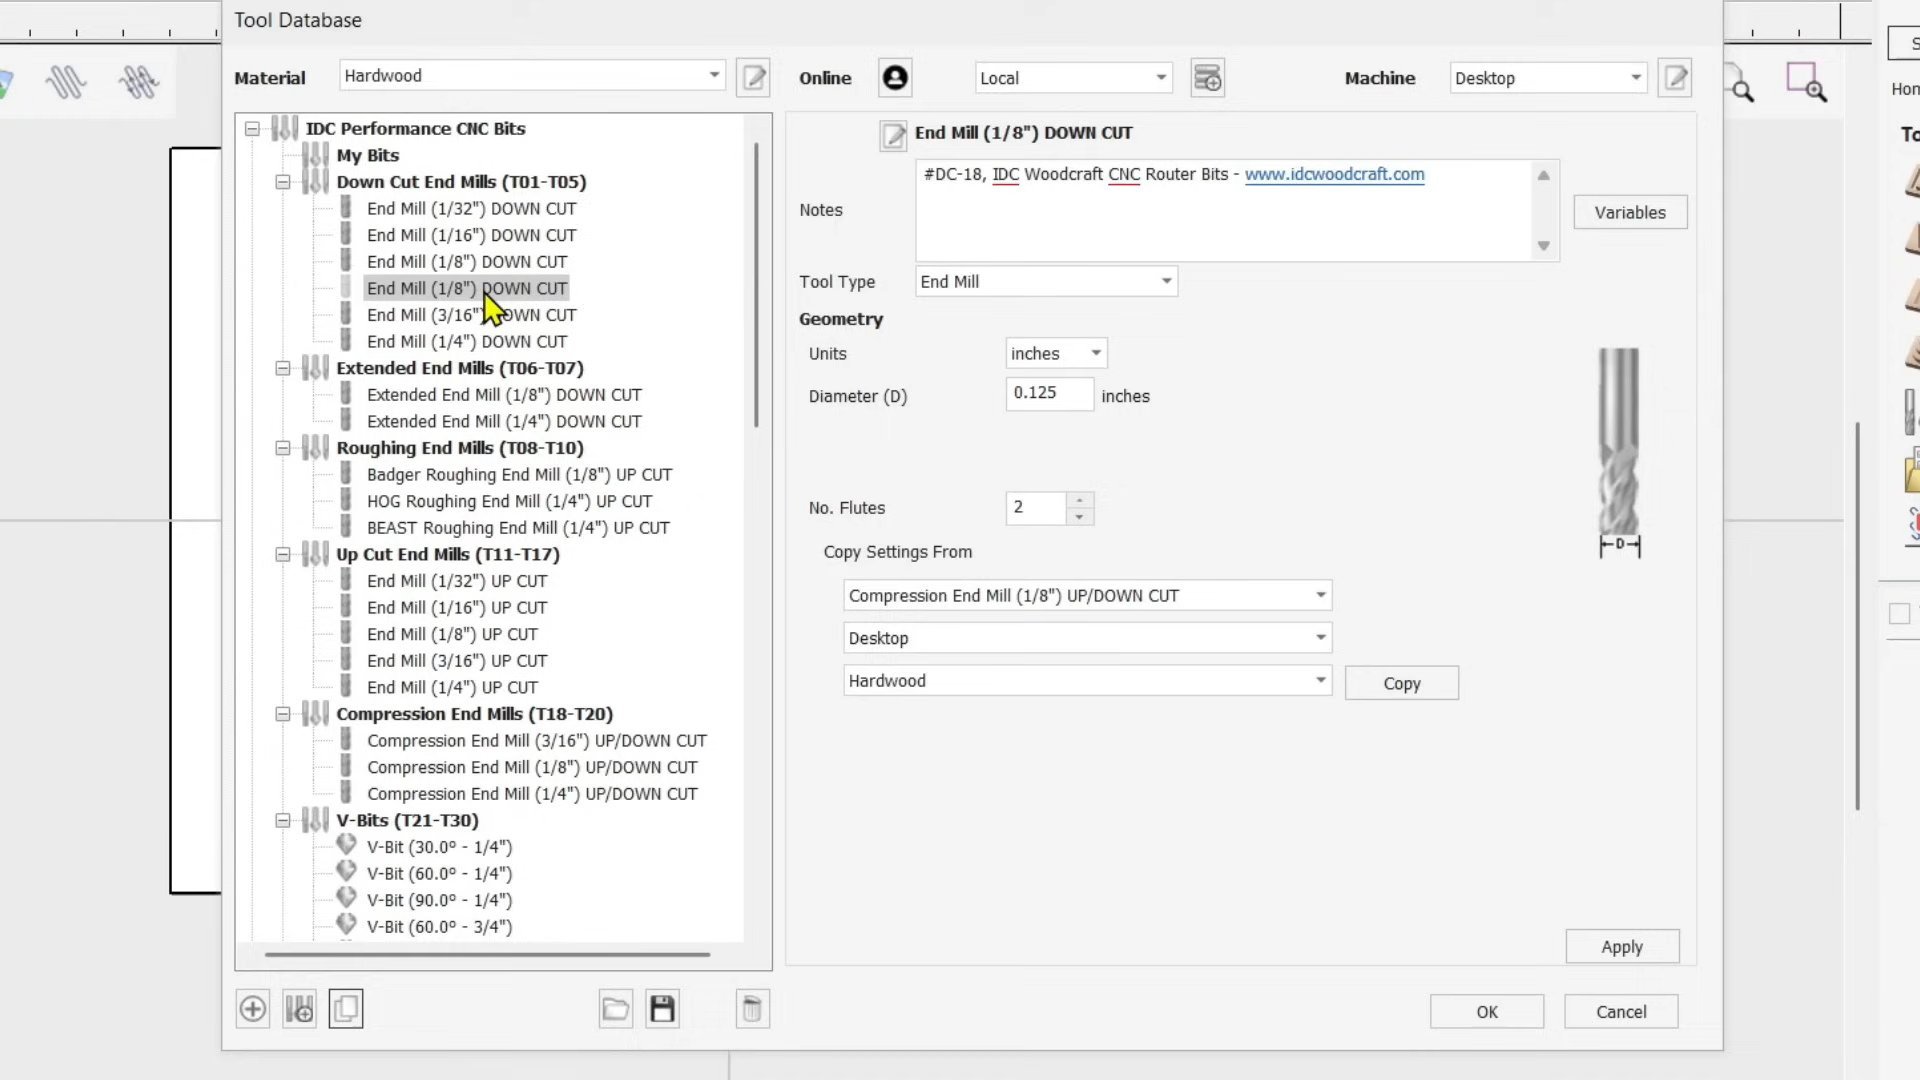 Tool Database
Material
Hardwood
Online
Local
Machine
Desktop
IDC Performance CNC Bits
My Bits
Down Cut End Mills (T01-T05)
End Mill (1/32") DOWN CUT
End Mill (1/16") DOWN CUT
End Mill (1/8") DOWN CUT
End Mill (1/8") DOWN CUT
End Mill (3/16") DOWN CUT
End Mill (1/4") DOWN CUT
Extended End Mills (T06-T07)
Extended End Mill (1/8") DOWN CUT
Extended End Mill (1/4") DOWN CUT
Roughing End Mills (T08-T10)
Badger Roughing End Mill (1/8") UP CUT
HOG Roughing End Mill (1/4") UP CUT
BEAST Roughing End Mill (1/4") UP CUT
Up Cut End Mills (T11-T17)
End Mill (1/32") UP CUT
End Mill (1/16") UP CUT
End Mill (1/8") UP CUT
End Mill (3/16") UP CUT
End Mill (1/4") UP CUT
Compression End Mills (T18-T20)
Compression End Mill (3/16") UP/DOWN CUT
Compression End Mill (1/8") UP/DOWN CUT
Compression End Mill (1/4") UP/DOWN CUT
V-Bits (T21-T30)
V-Bit (30.0º - 1/4")
V-Bit (60.0º - 1/4")
V-Bit (90.0º - 1/4")
V-Bit (60.0º - 3/4")
End Mill (1/8") DOWN CUT
Notes
#DC-18, IDC Woodcraft CNC Router Bits - www.idcwoodcraft.com
Variables
Tool Type
End Mill
Geometry
Units
inches
Diameter (D)
0.125
inches
No. Flutes
2
D
Copy Settings From
Compression End Mill (1/8") UP/DOWN CUT
Desktop
Hardwood
Copy
Apply
OK
Cancel